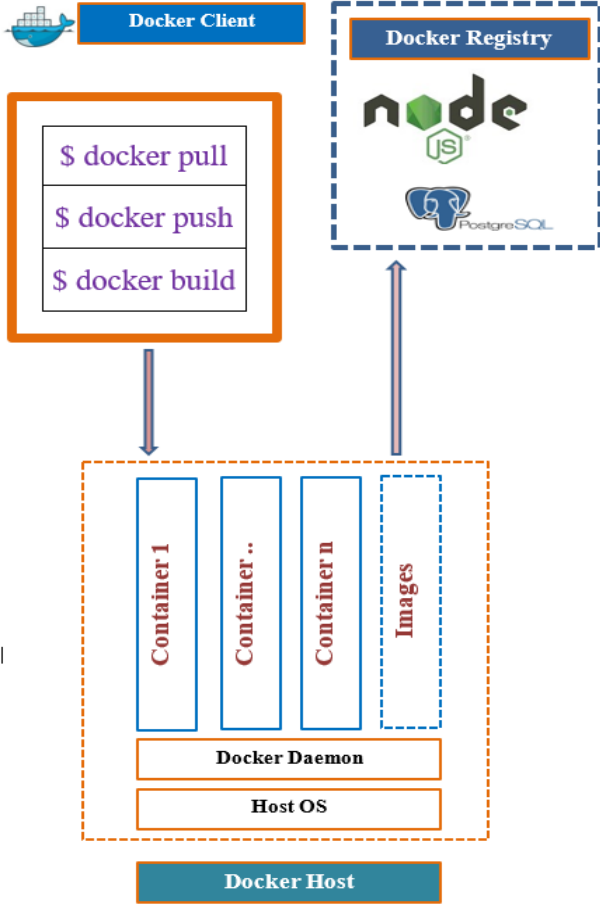 Docker Client
Docker Registry
node
JS
PostgreSQL
$ docker pull
$ docker push
$ docker build
Container 1
Container ..
Container n
Images
Docker Daemon
Host OS
Docker Host